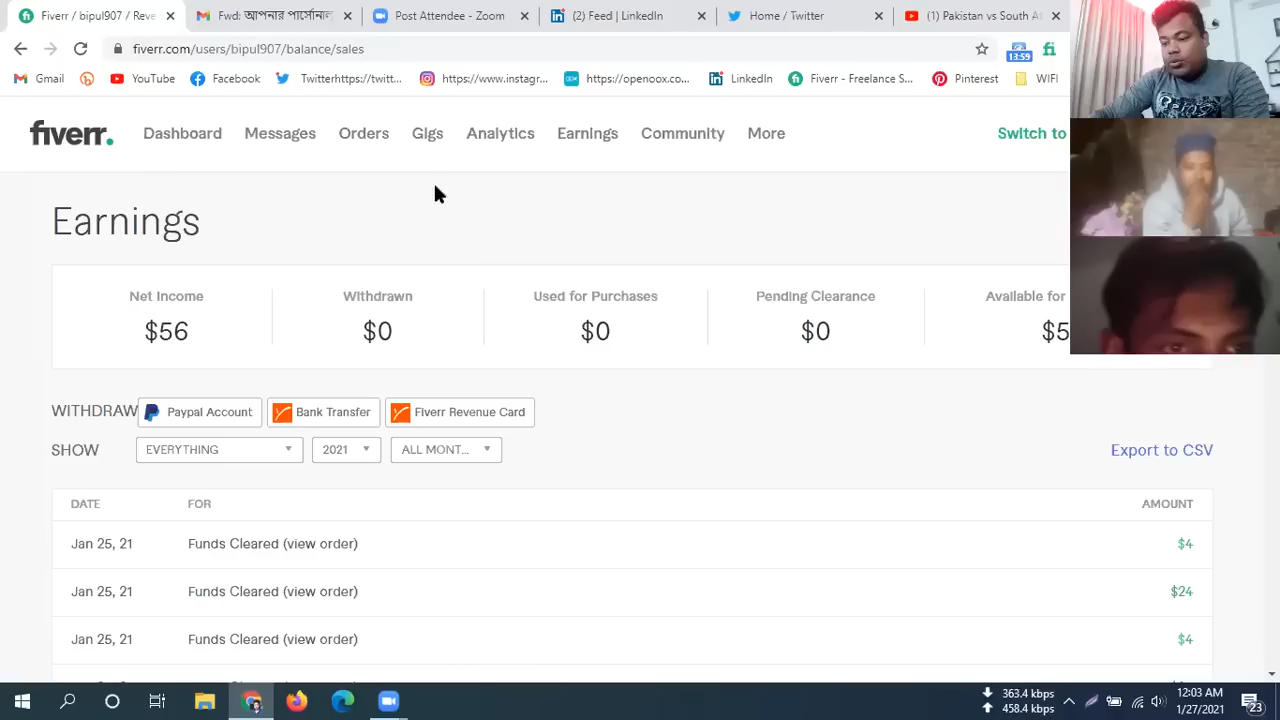 Fiverr / bipul907 / Reve
Fwd: আপনার পার্সোনাল
Post Attendee - Zoom
(2) Feed | LinkedIn
Home / Twitter
(1) Pakistan vs South A
fiverr.com/users/bipul907/balance/sales
13:59
Gmail
YouTube
Facebook
Twitterhttps://twitt...
https://www.instagr...
https://openoox.co...
LinkedIn
Fiverr - Freelance S...
Pinterest
WIFI
fiverr.
Dashboard
Messages
Orders
Gigs
Analytics
Earnings
Community
More
Switch to
Earnings
Net Income
Withdrawn
Used for Purchases
Pending Clearance
Available for
$56
$0
$0
$0
$5
WITHDRAW
Paypal Account
Bank Transfer
Fiverr Revenue Card
SHOW
EVERYTHING
2021
ALL MONT...
Export to CSV
DATE
FOR
AMOUNT
Jan 25, 21
Funds Cleared (view order)
$4
Jan 25, 21
Funds Cleared (view order)
$24
Jan 25, 21
Funds Cleared (view order)
$4
363.4 kbps
458.4 kbps
12:03 AM
1/27/2021
23